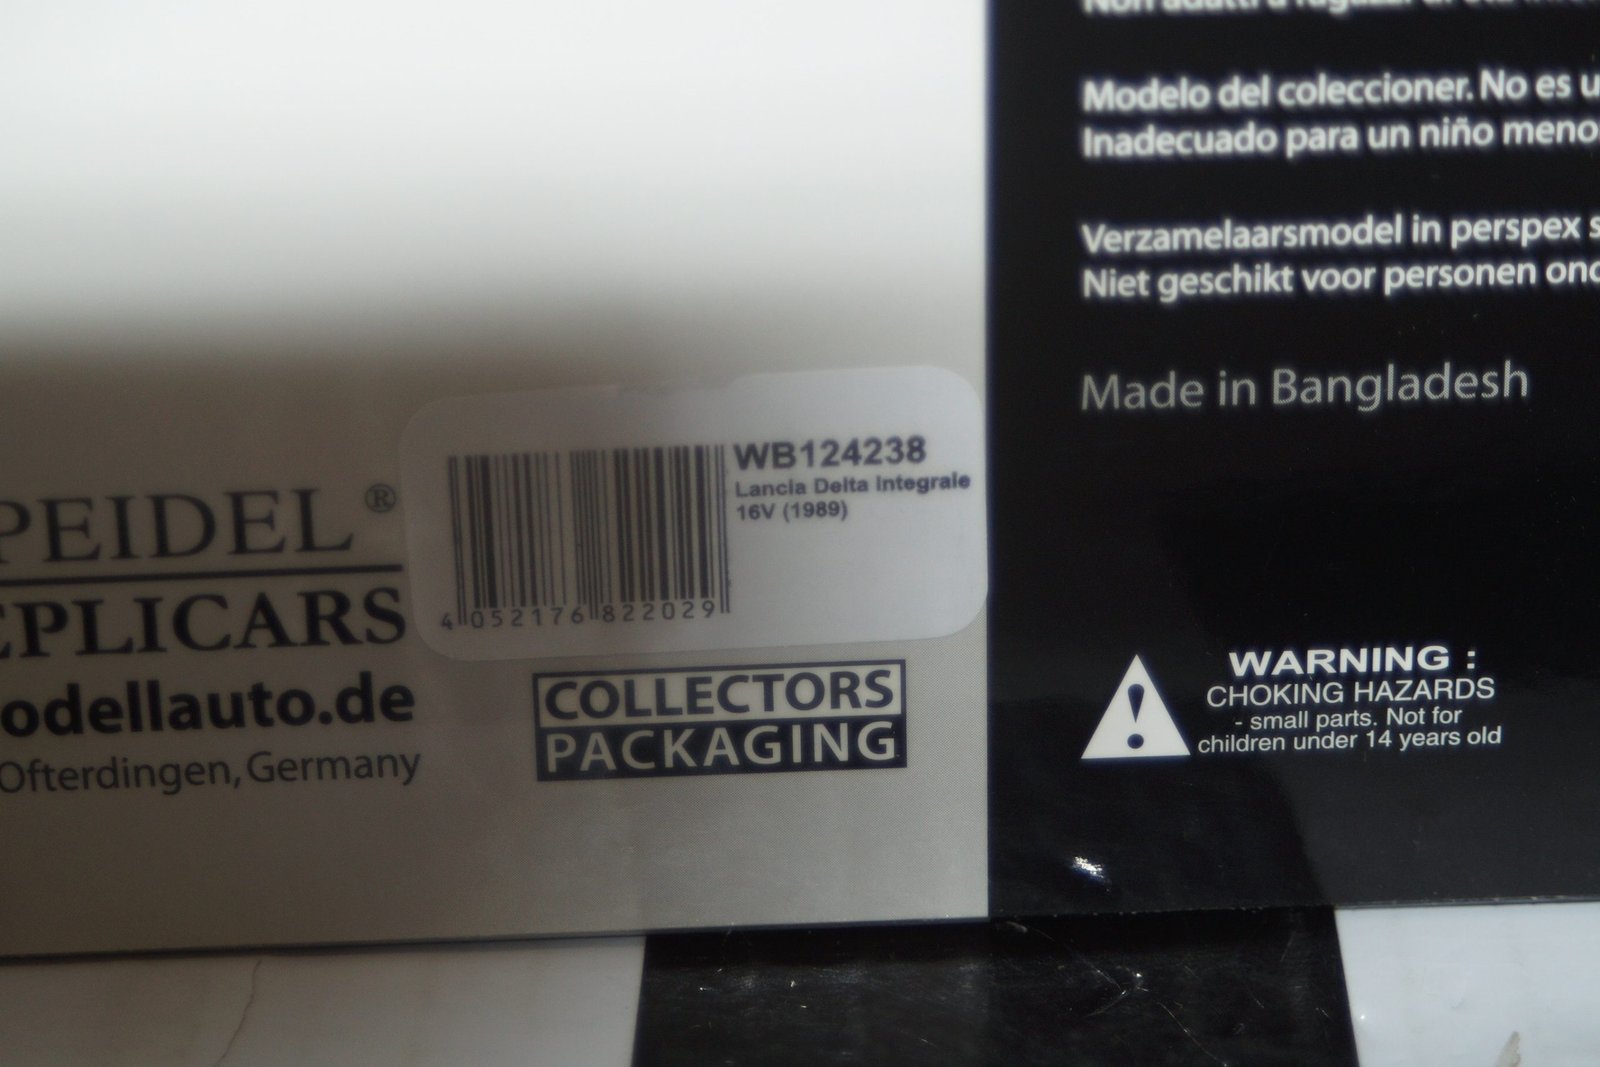 PEIDEL ®
EPLICARS
odellauto.de
Ofterdingen, Germany
WB124238
Lancia Delta Integrale
16V (1989)
4 052176 822029
COLLECTORS
PACKAGING
Modelo del coleccioner. No es u
Inadecuado para un niño meno
Verzamelaarsmodel in perspex s
Niet geschikt voor personen ond
Made in Bangladesh
WARNING :
CHOKING HAZARDS
- small parts. Not for
children under 14 years old